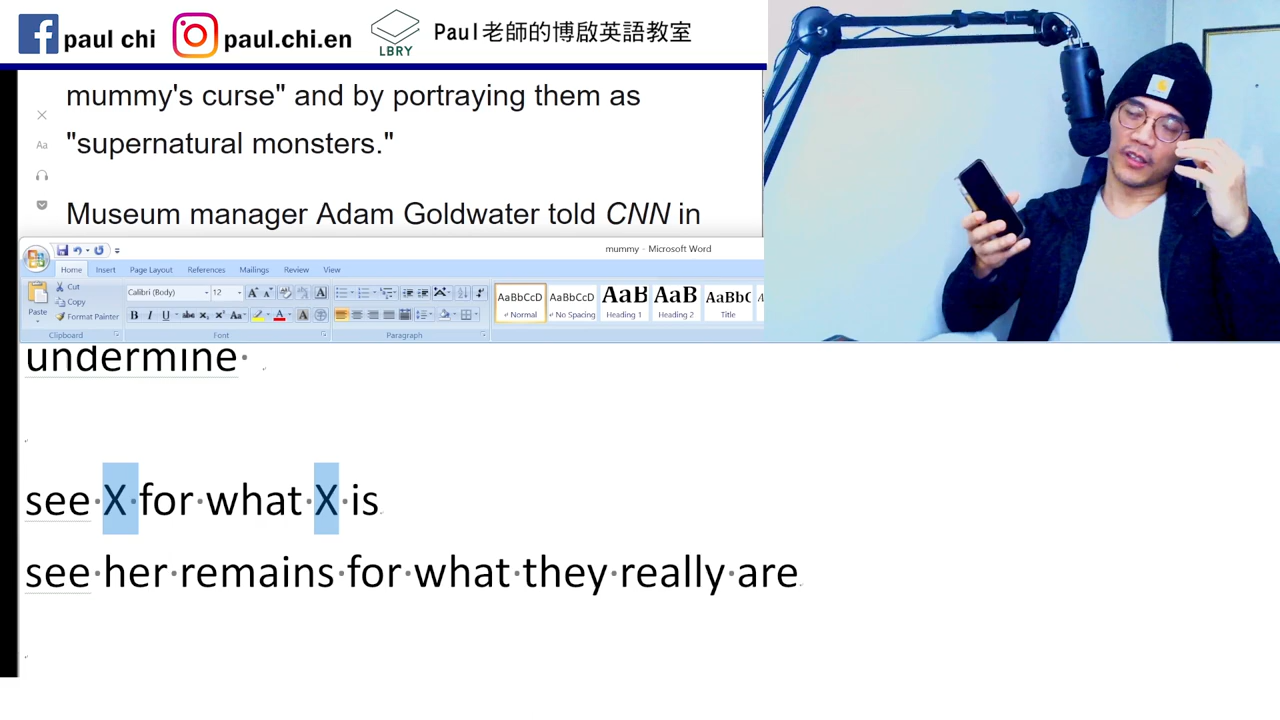 paul chi
paul.chi.en
LBRY
Paul老師的博啟英語教室
mummy's curse" and by portraying them as
"supernatural monsters."
Museum manager Adam Goldwater told CNN in
Aa
mummy - Microsoft Word
Home Insert Page Layout References Mailings Review View
Paste
Cut
Copy
Format Painter
Clipboard
Calibri (Body) 12
Font
Paragraph
AaBbCcD AaBbCcD AaB AaB AaBbC
Normal No Spacing Heading 1 Heading 2 Title
undermine
see X for what X is
see her remains for what they really are